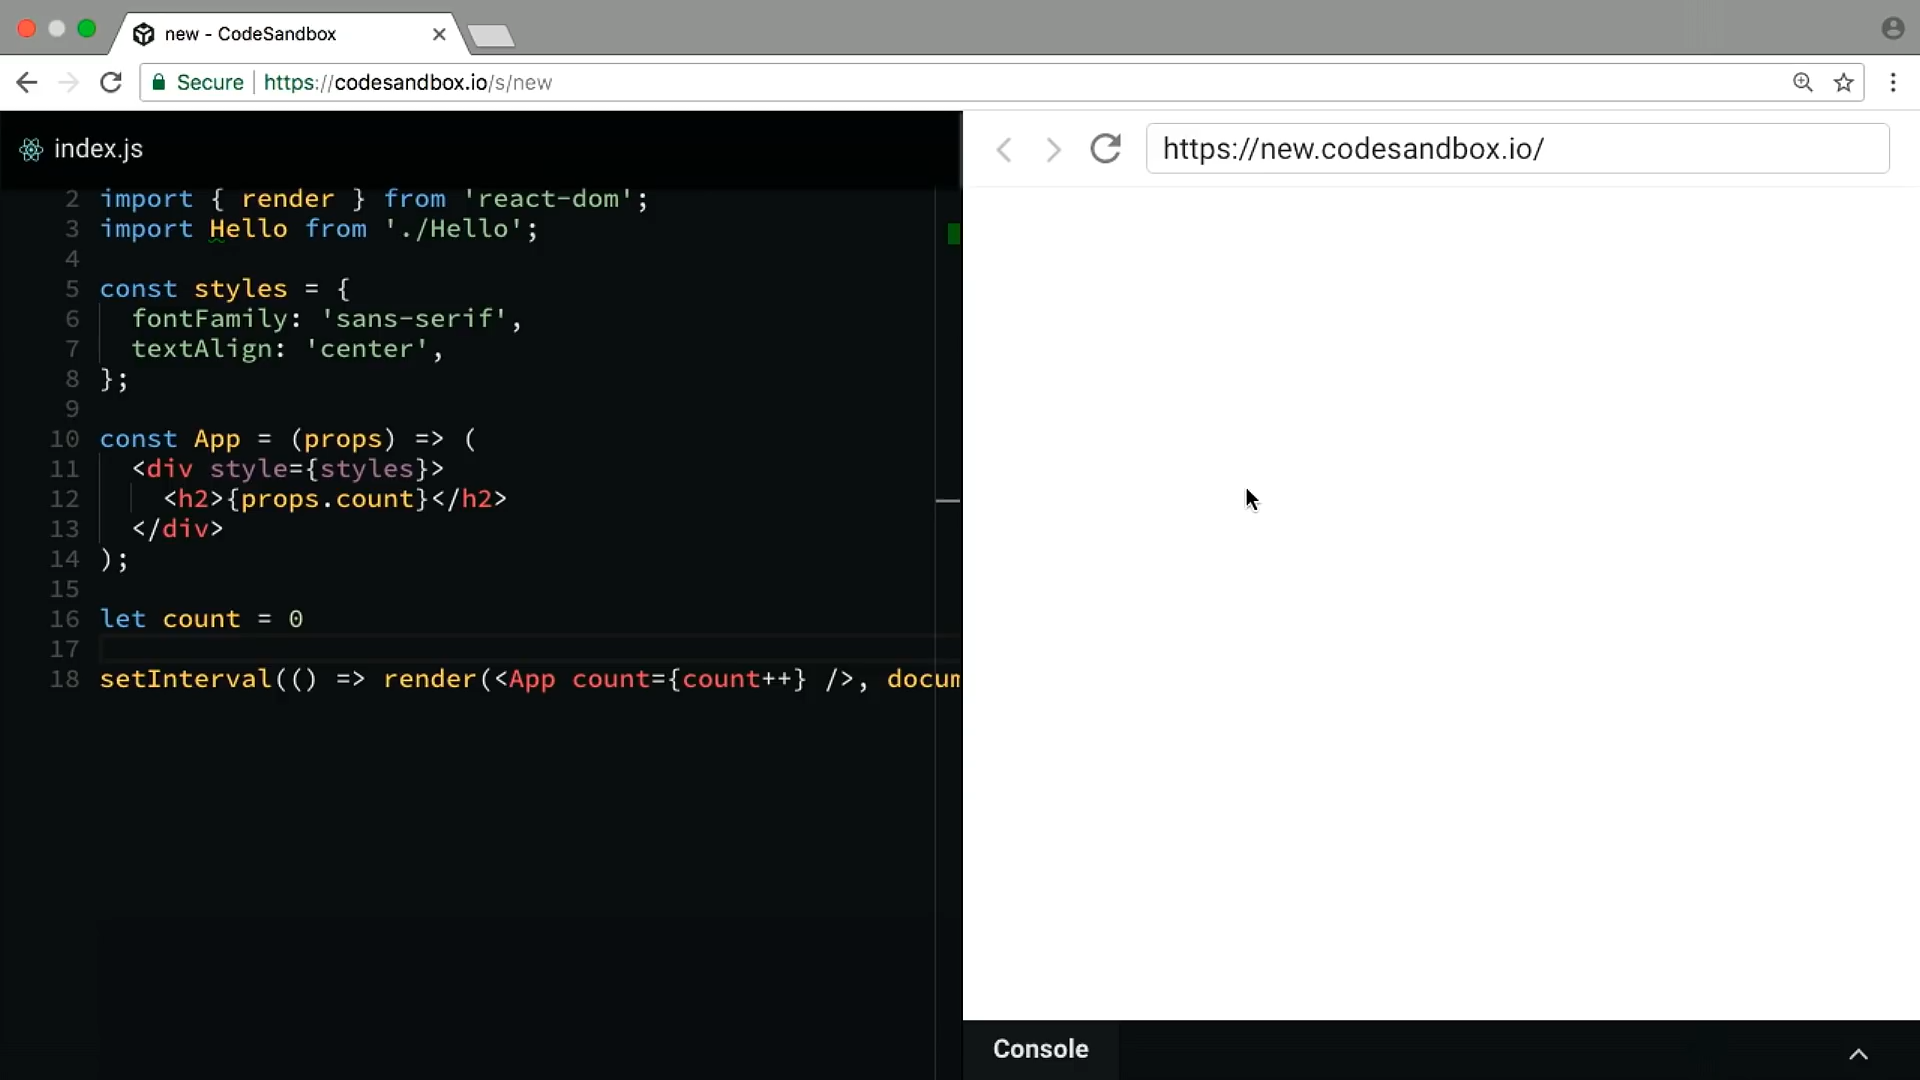 new - CodeSandbox
Secure https://codesandbox.io/s/new
index.js
https://new.codesandbox.io/
2 import { render } from 'react-dom';
3 import Hello from './Hello';
4
5 const styles = {
6 fontFamily: 'sans-serif',
7 textAlign: 'center',
8 };
9
10 const App = (props) => (
11 <div style={styles}>
12 <h2>{props.count}</h2>
13 </div>
14 );
15
16 let count = 0
17
18 setInterval(() => render(<App count={count++} />, docum
Console